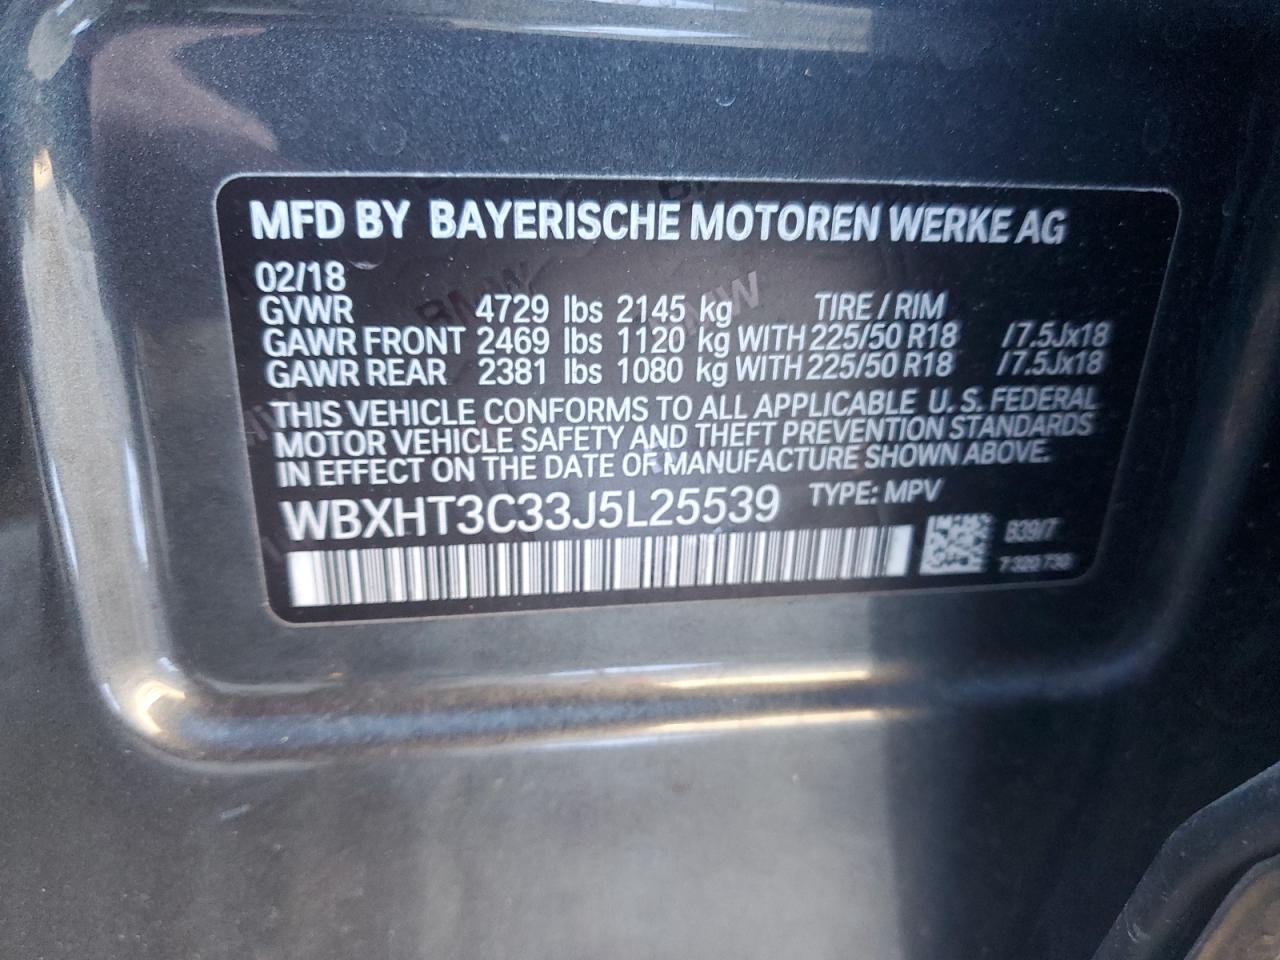 MFD BY BAYERISCHE MOTOREN WERKE AG
02/18
GVWR 4729 lbs 2145 kg TIRE / RIM
GAWR FRONT 2469 lbs 1120 kg WITH 225/50 R18 /7.5Jx18
GAWR REAR 2381 lbs 1080 kg WITH 225/50 R18 /7.5Jx18
THIS VEHICLE CONFORMS TO ALL APPLICABLE U. S. FEDERAL
MOTOR VEHICLE SAFETY AND THEFT PREVENTION STANDARDS
IN EFFECT ON THE DATE OF MANUFACTURE SHOWN ABOVE.
WBXHT3C33J5L25539 TYPE: MPV
B39/7